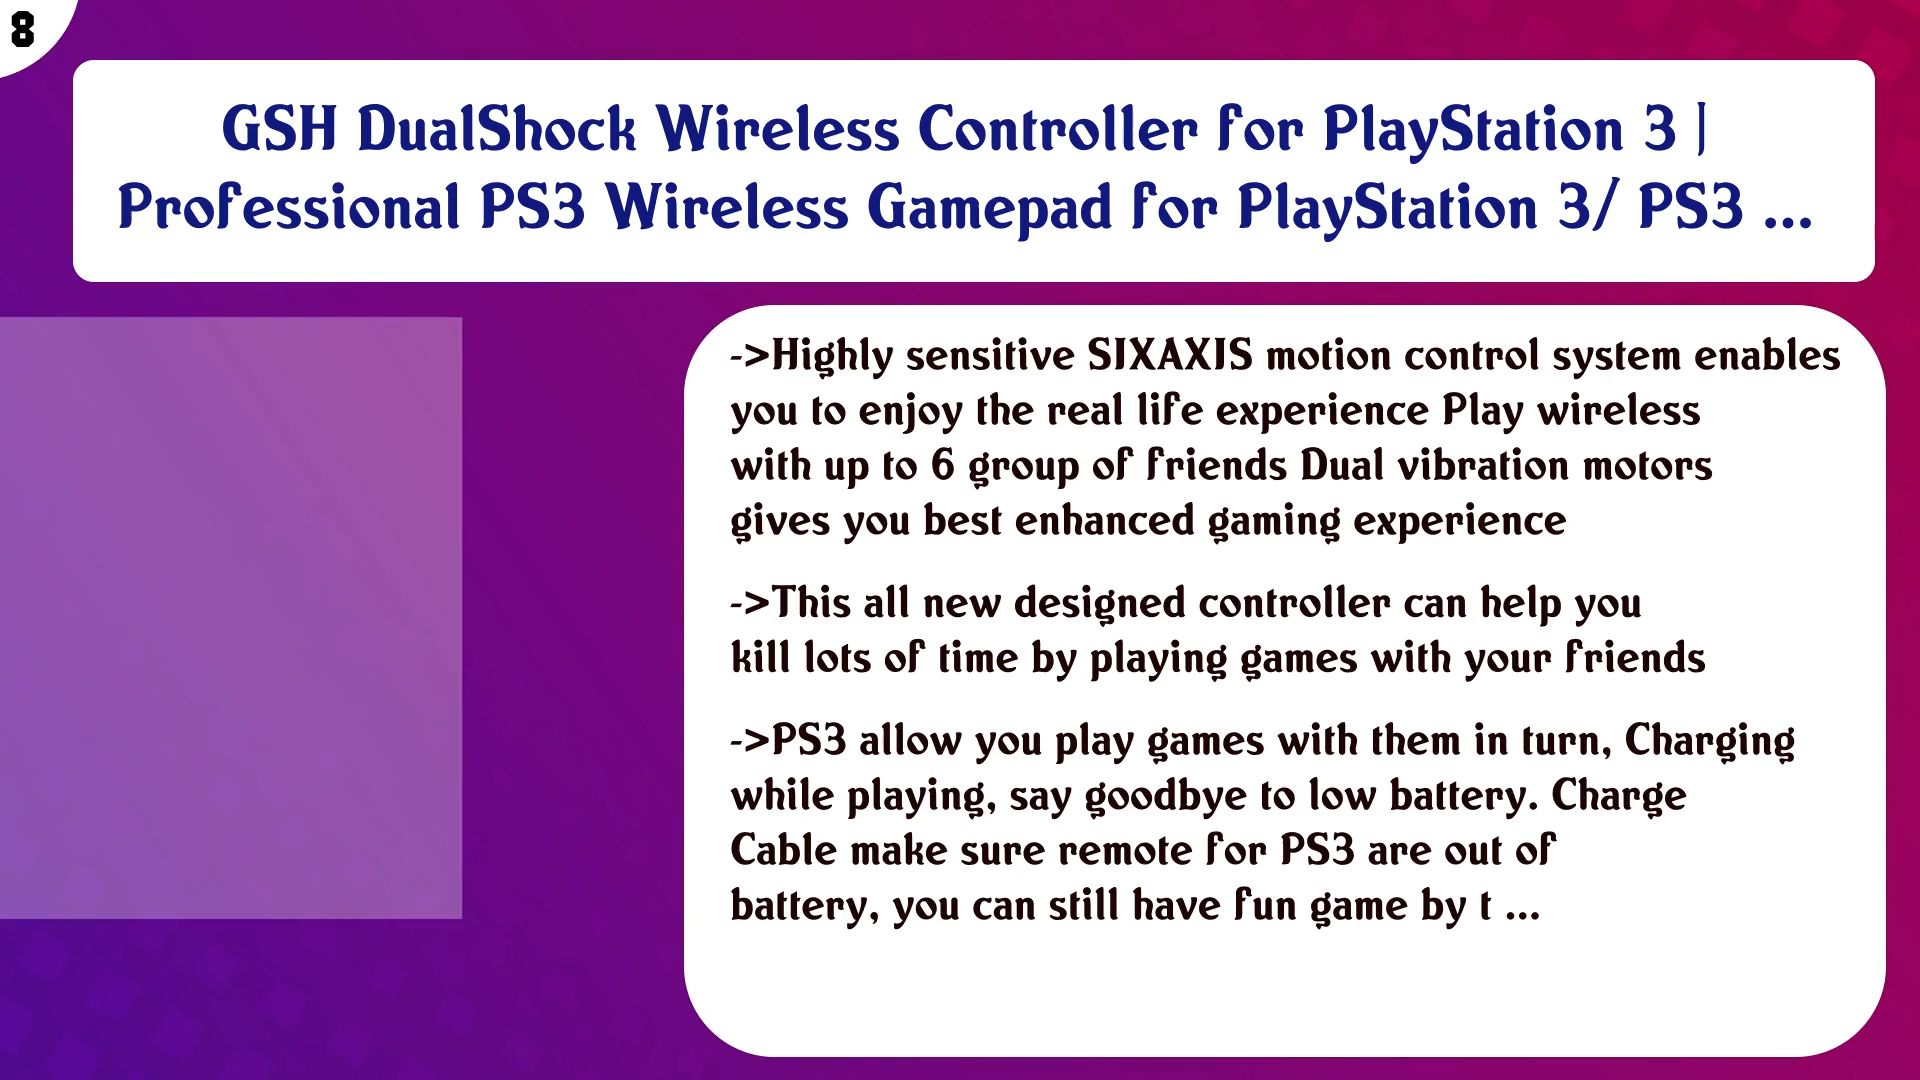 8
GSH DualShock Wireless Controller for PlayStation 3 |
Professional PS3 Wireless Gamepad for PlayStation 3/ PS3 ...
->Highly sensitive SIXAXIS motion control system enables
you to enjoy the real life experience Play wireless
with up to 6 group of friends Dual vibration motors
gives you best enhanced gaming experience
->This all new designed controller can help you
kill lots of time by playing games with your friends
->PS3 allow you play games with them in turn, Charging
while playing, say goodbye to low battery. Charge
Cable make sure remote for PS3 are out of
battery, you can still have fun game by t ...